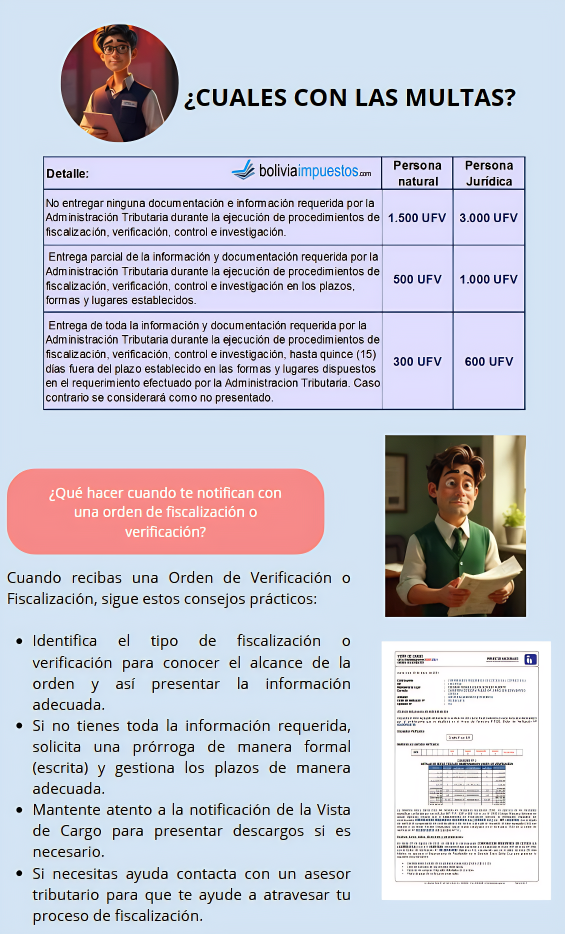 ¿CUALES CON LAS MULTAS?
Detalle:
boliviaimpuestos.com
Persona natural
Persona Jurídica
No entregar ninguna documentación e información requerida por la
Administración Tributaria durante la ejecución de procedimientos de
fiscalización, verificación, control e investigación.
1.500 UFV
3.000 UFV
Entrega parcial de la información y documentación requerida por la
Administración Tributaria durante la ejecución de procedimientos de
fiscalización, verificación, control e investigación en los plazos,
formas y lugares establecidos.
500 UFV
1.000 UFV
Entrega de toda la información y documentación requerida por la
Administración Tributaria durante la ejecución de procedimientos de
fiscalización, verificación, control e investigación, hasta quince (15)
días fuera del plazo establecido en las formas y lugares dispuestos
en el requerimiento efectuado por la Administracion Tributaria. Caso
contrario se considerará como no presentado.
300 UFV
600 UFV
¿Qué hacer cuando te notifican con
una orden de fiscalización o
verificación?
Cuando recibas una Orden de Verificación o
Fiscalización, sigue estos consejos prácticos:
• Identifica el tipo de fiscalización o
verificación para conocer el alcance de la
orden y así presentar la información
adecuada.
• Si no tienes toda la información requerida,
solicita una prórroga de manera formal
(escrita) y gestiona los plazo de manera
adecuada.
• Mantente atento a la notificación de la Vista
de Cargo para presentar descargos si es
necesario.
• Si necesitas ayuda contacta con un asesor
tributario para que te ayude a atravesar tu
proceso de fiscalización.
VISTA DE CARGO